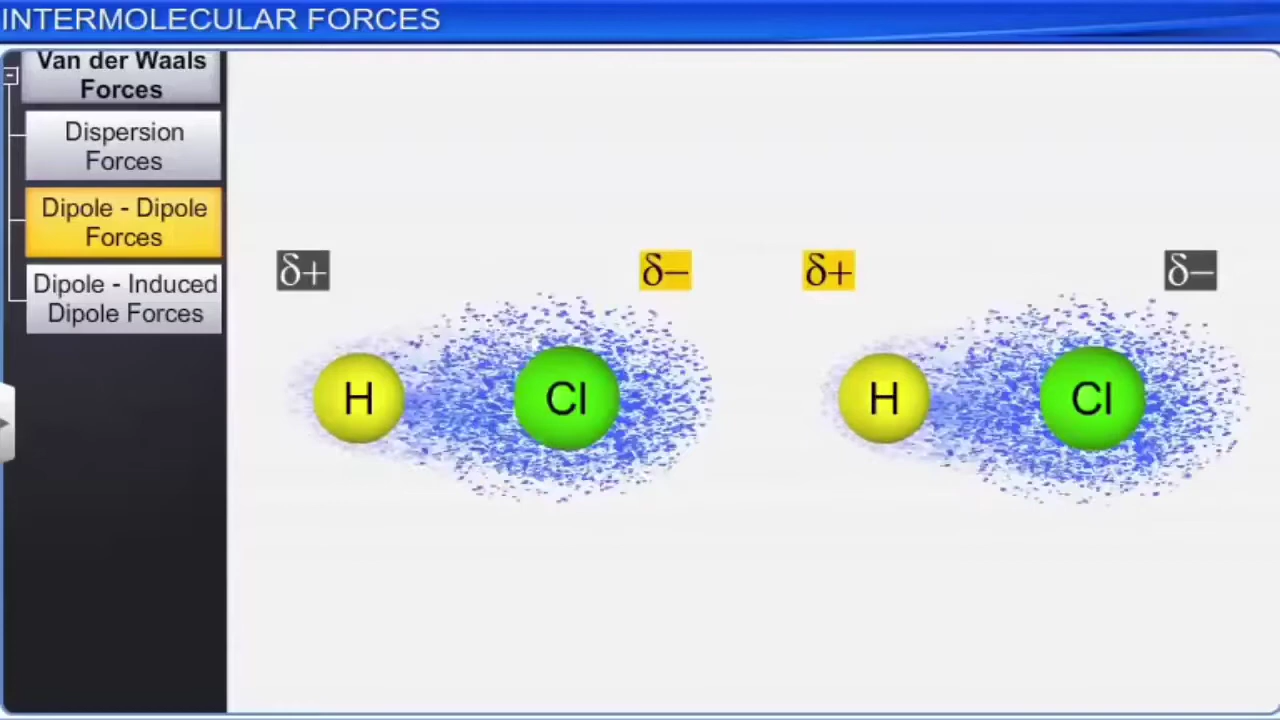 INTERMOLECULAR FORCES
Van der Waals
Forces
Dispersion
Forces
Dipole - Dipole
Forces
Dipole - Induced
Dipole Forces
δ+ δ− δ+ δ−
H Cl H Cl